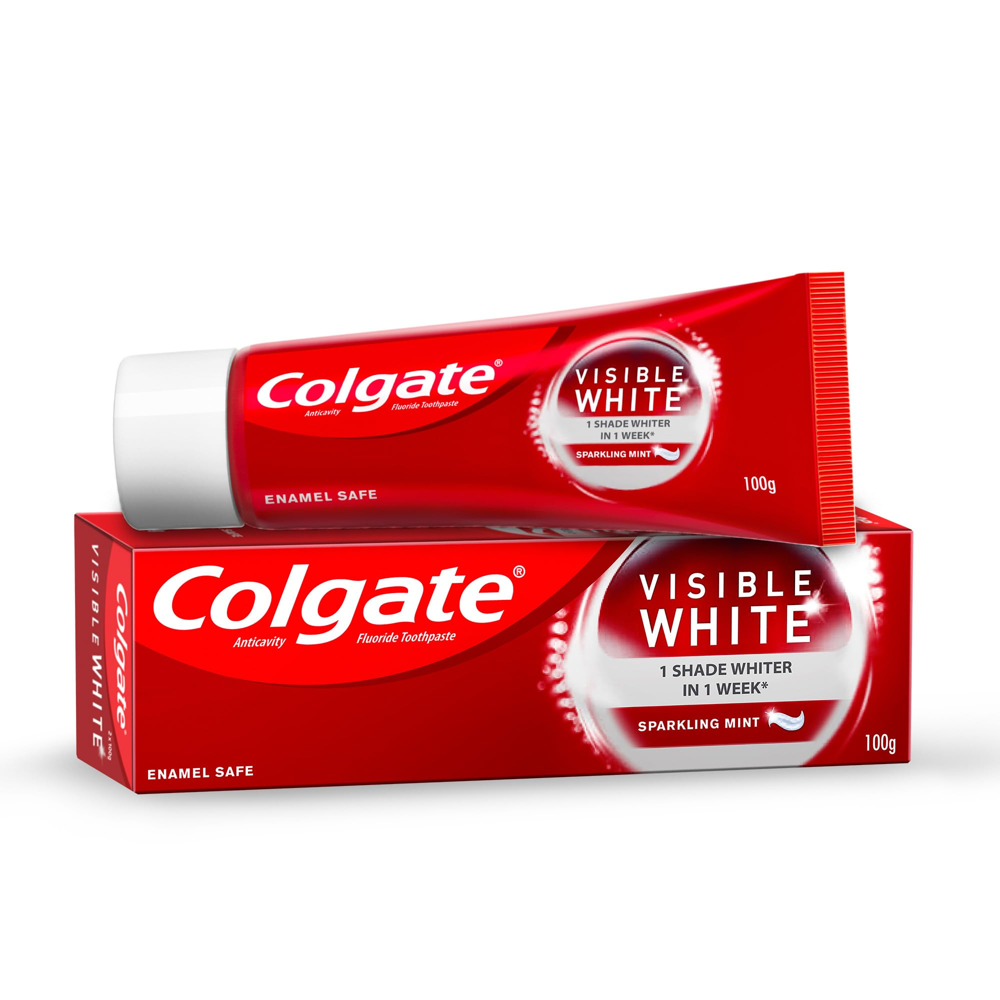 Colgate®
Anticavity Fluoride Toothpaste
VISIBLE
WHITE
1 SHADE WHITER
IN 1 WEEK*
SPARKLING MINT
ENAMEL SAFE
100g
Colgate®
Anticavity Fluoride Toothpaste
VISIBLE
WHITE
1 SHADE WHITER
IN 1 WEEK*
SPARKLING MINT
ENAMEL SAFE
100g
VISIBLE WHITE
Colgate
2 x 100g